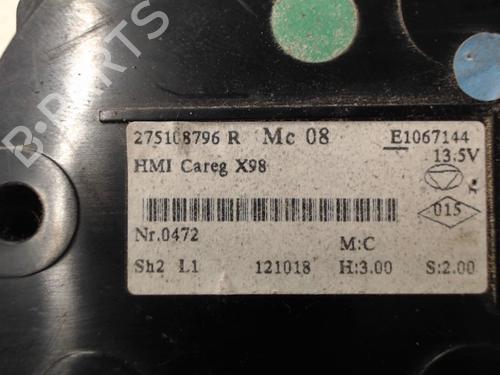 B-PARTS
275108796 R Mc 08 E1067144
HMI Careg X98 13.5V
015
Nr.0472
M:C
Sh2 L1 121018 H:3.00 S:2.00